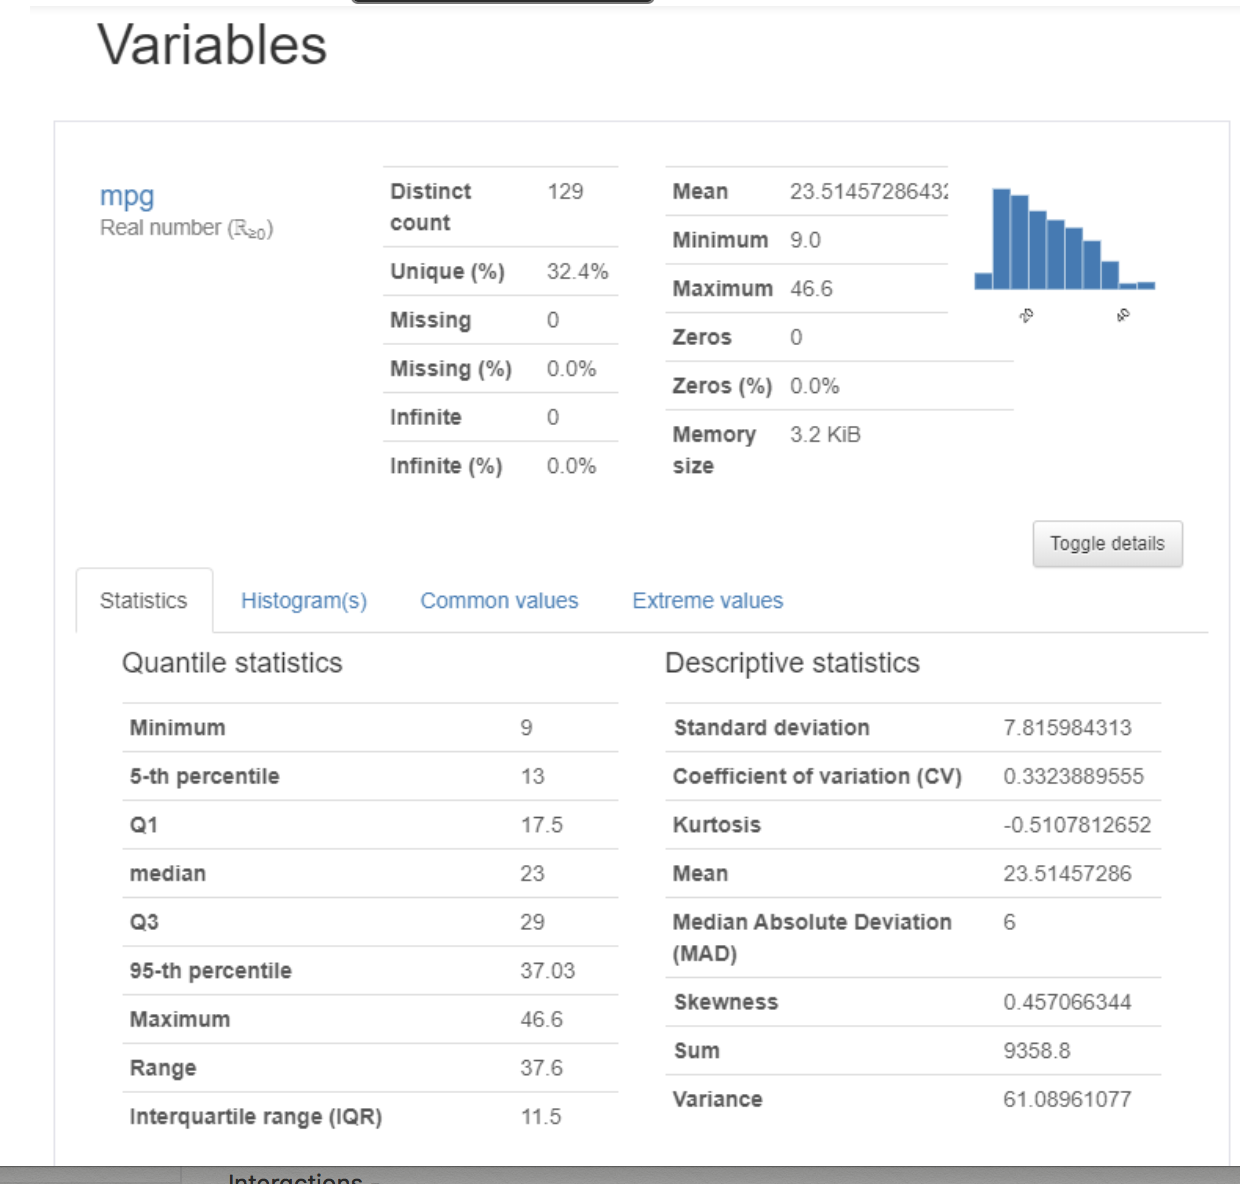 Variables
mpg
Real number (ℝ≥0)
Distinct count 129
Unique (%) 32.4%
Missing 0
Missing (%) 0.0%
Infinite 0
Infinite (%) 0.0%
Mean 23.51457286432
Minimum 9.0
Maximum 46.6
Zeros 0
Zeros (%) 0.0%
Memory size 3.2 KiB
20 40
Toggle details
Statistics Histogram(s) Common values Extreme values
Quantile statistics
Minimum 9
5-th percentile 13
Q1 17.5
median 23
Q3 29
95-th percentile 37.03
Maximum 46.6
Range 37.6
Interquartile range (IQR) 11.5
Descriptive statistics
Standard deviation 7.815984313
Coefficient of variation (CV) 0.3323889555
Kurtosis -0.5107812652
Mean 23.51457286
Median Absolute Deviation (MAD) 6
Skewness 0.457066344
Sum 9358.8
Variance 61.08961077
Interactions